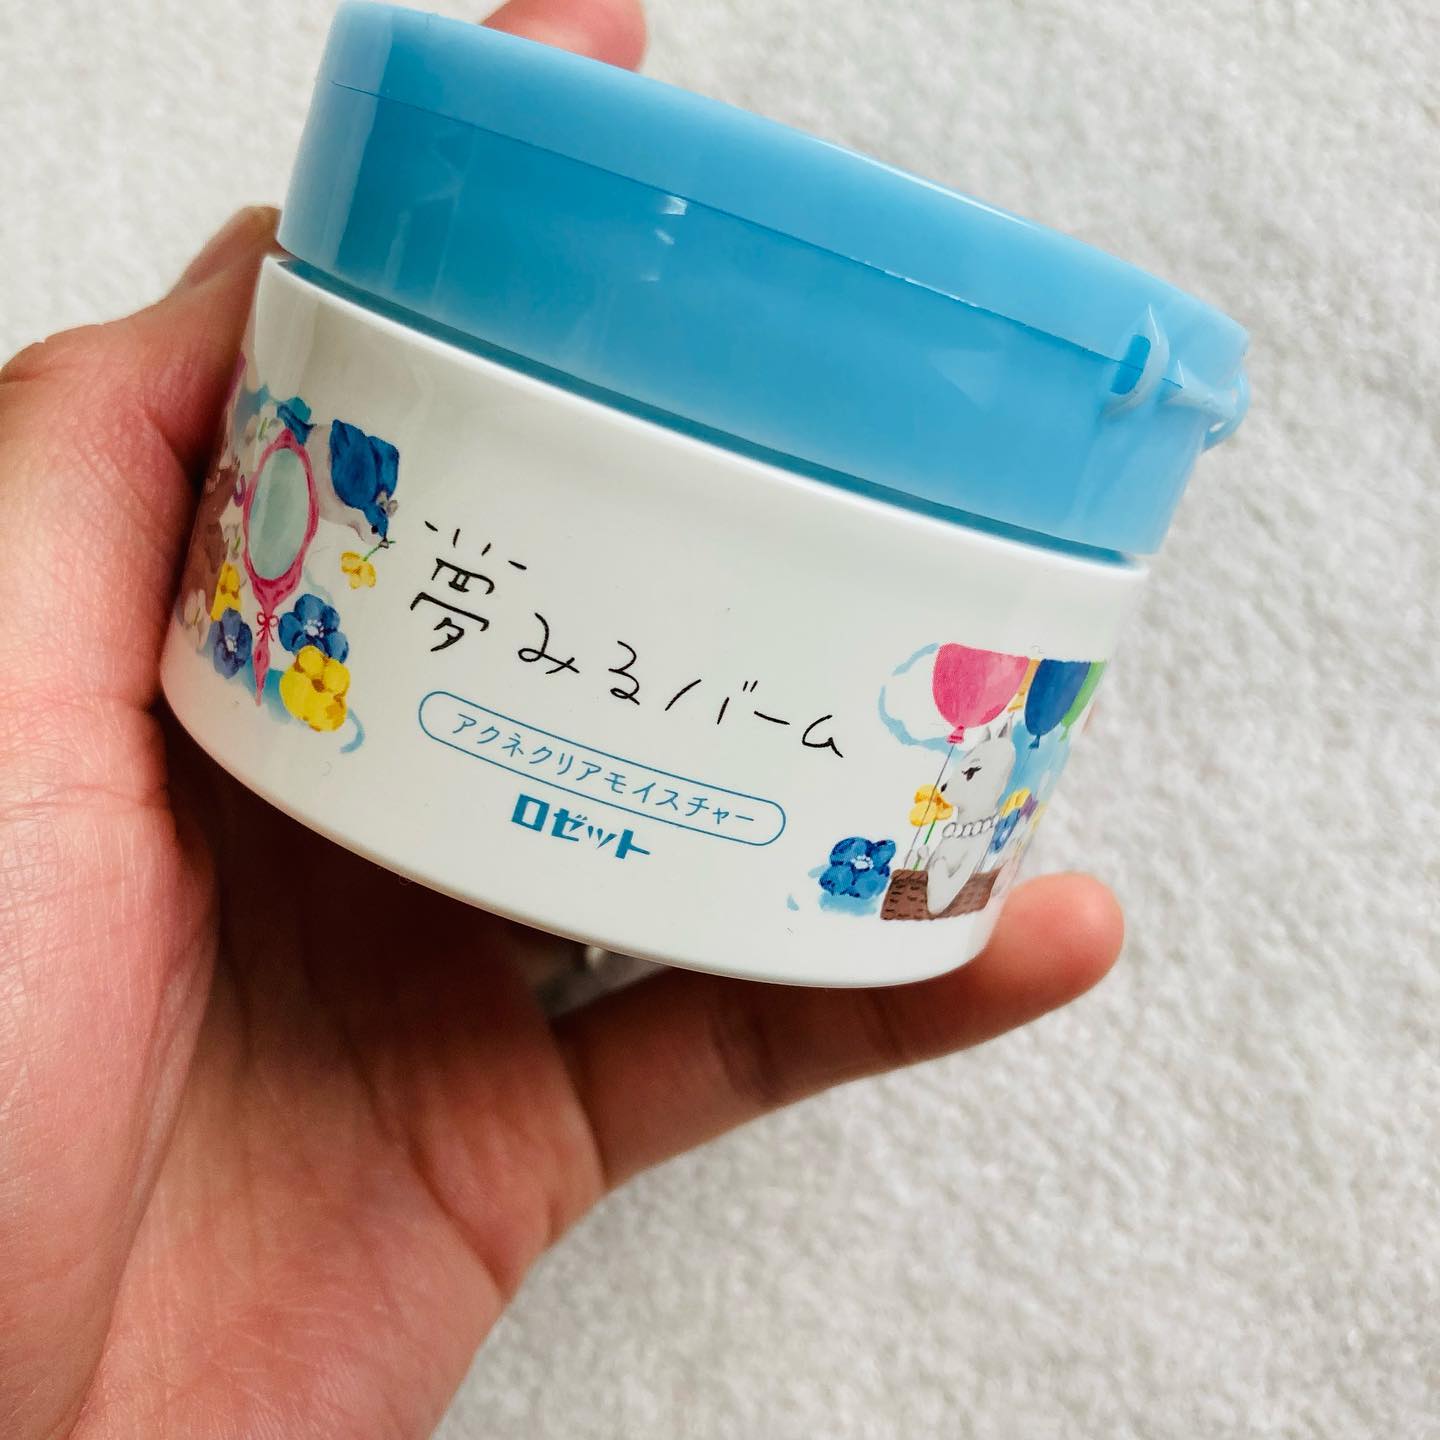 夢みるバーム
アクネクリアモイスチャー
ロゼット